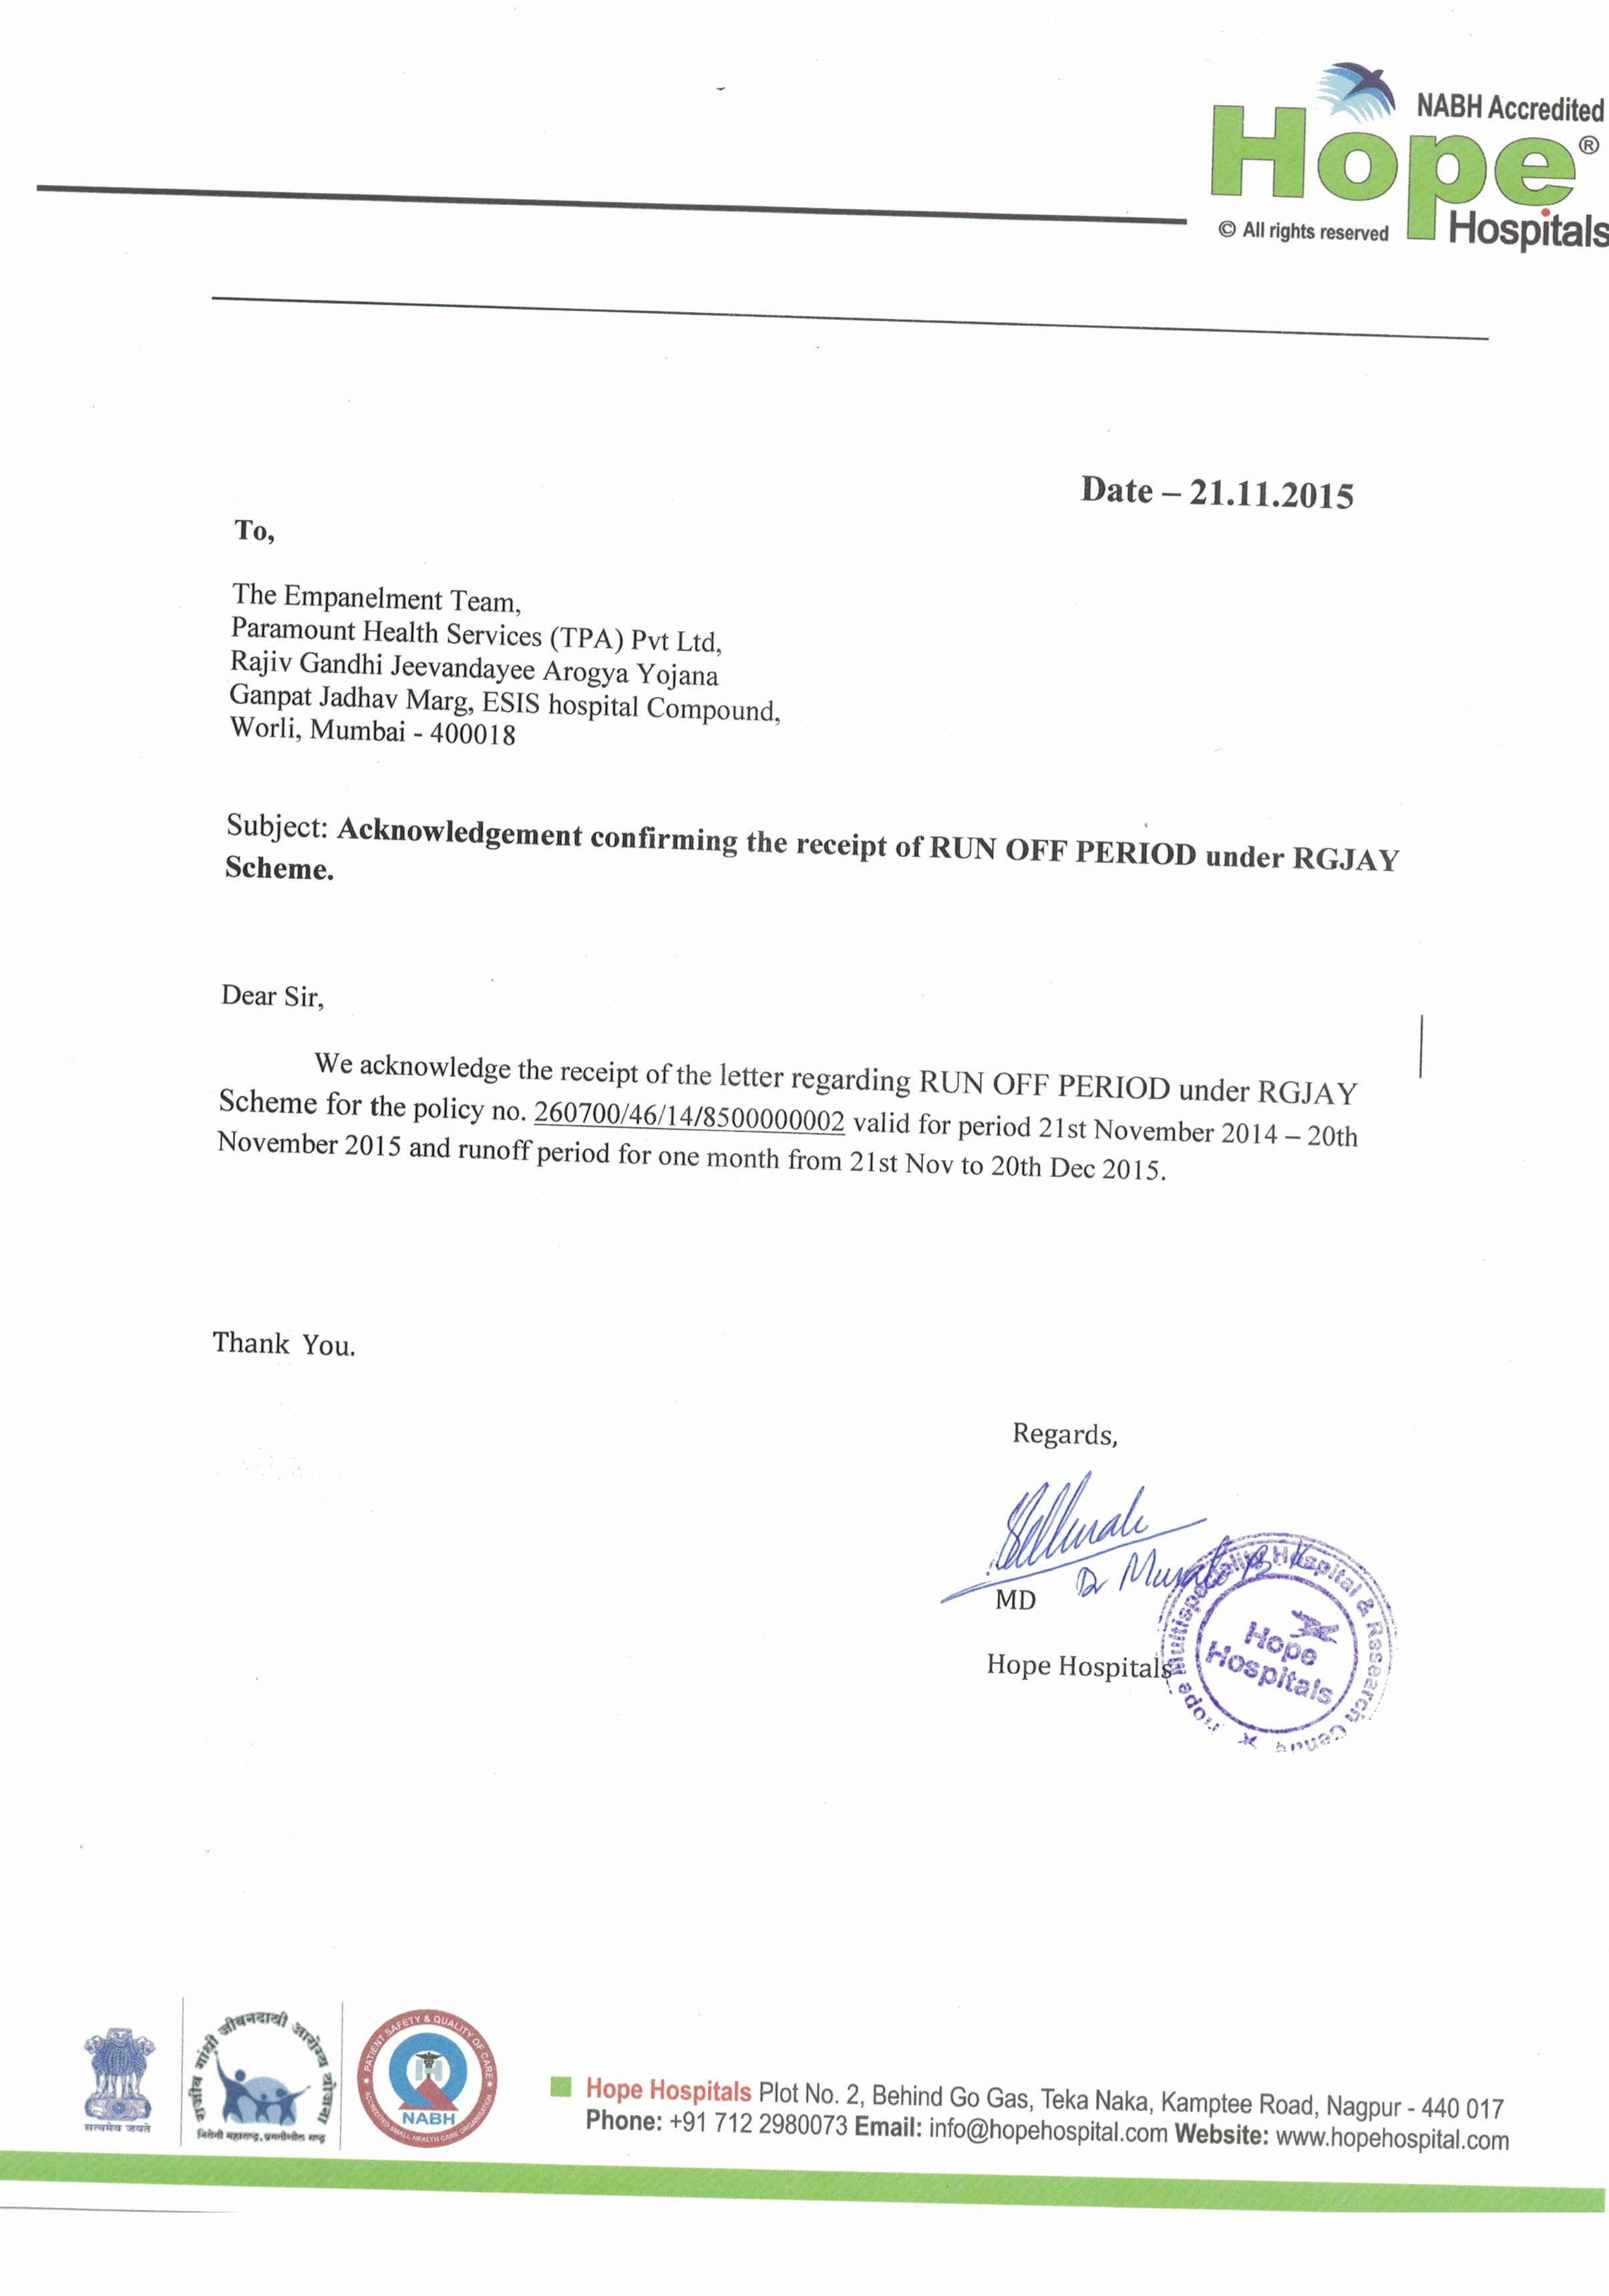 NABH Accredited
Hope®
Hospitals
© All rights reserved
Date – 21.11.2015
To,
The Empanelment Team,
Paramount Health Services (TPA) Pvt Ltd,
Rajiv Gandhi Jeevandayee Arogya Yojana
Ganpat Jadhav Marg, ESIS hospital Compound,
Worli, Mumbai - 400018
Subject: Acknowledgement confirming the receipt of RUN OFF PERIOD under RGJAY
Scheme.
Dear Sir,
We acknowledge the receipt of the letter regarding RUN OFF PERIOD under RGJAY
Scheme for the policy no. 260700/46/14/8500000002 valid for period 21st November 2014 – 20th
November 2015 and runoff period for one month from 21st Nov to 20th Dec 2015.
Thank You.
Regards,
Dr Murali B K
MD
Hope Hospitals
Hope Multispeciality Hospital & Research Centre
Hope
Hospitals
सत्यमेव जयते
राजीव गांधी जीवनदायी आरोग्य योजना
निरोगी महाराष्ट्र, प्रगतीशील राष्ट्र
PATIENT SAFETY & QUALITY OF CARE
NABH
ACCREDITED SMALL HEALTH CARE ORGANISATION
Hope Hospitals Plot No. 2, Behind Go Gas, Teka Naka, Kamptee Road, Nagpur - 440 017
Phone: +91 712 2980073 Email: info@hopehospital.com Website: www.hopehospital.com